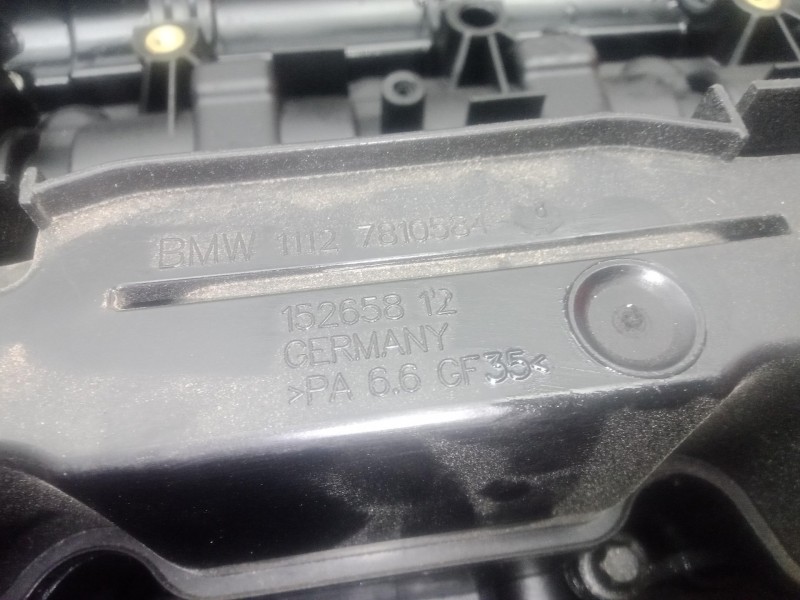 BMW 1112 7810584
152658 12
GERMANY
>PA 6.6 GF35<